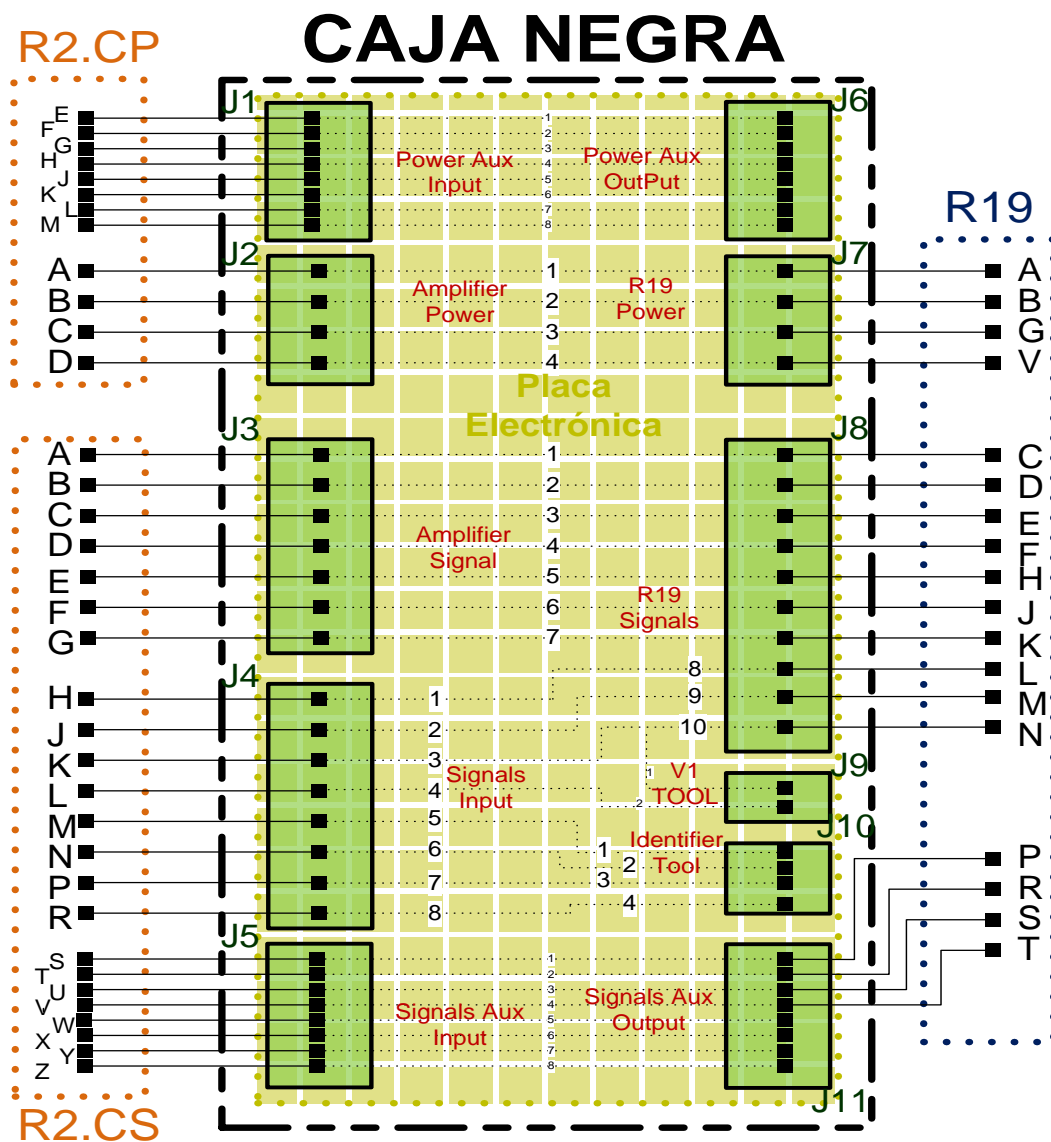 CAJA NEGRA
R2.CP
R19
J1
J6
E
F
G
H
J
K
L
M
1
2
3
4
5
6
7
8
Power Aux
Input
Power Aux
OutPut
J2
J7
A
B
C
D
1
2
3
4
Amplifier
Power
R19
Power
A
B
G
V
Placa
Electrónica
J3
J8
A
B
C
D
E
F
G
1
2
3
4
5
6
7
Amplifier
Signal
R19
Signals
8
9
10
C
D
E
F
H
J
K
L
M
N
J4
H
J
K
L
M
N
P
R
1
2
3
4
5
6
7
8
Signals
Input
J9
1
2
V1
TOOL
J10
Identifier
Tool
1
2
3
4
P
R
S
T
J5
S
T
U
V
W
X
Y
Z
1
2
3
4
5
6
7
8
Signals Aux
Input
Signals Aux
Output
J11
R2.CS